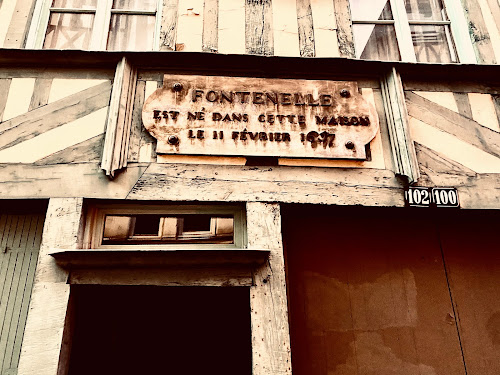 FONTENELLE
EST NÉ DANS CETTE MAISON
LE 11 FÉVRIER 1657
102 100